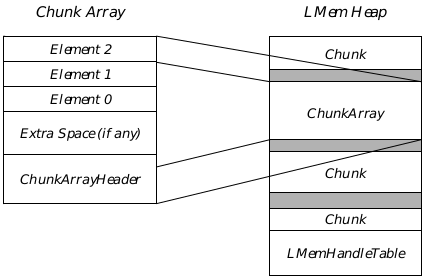 Chunk Array
Element 2
Element 1
Element 0
Extra Space (if any)
ChunkArrayHeader
LMem Heap
Chunk
ChunkArray
Chunk
Chunk
LMemHandleTable